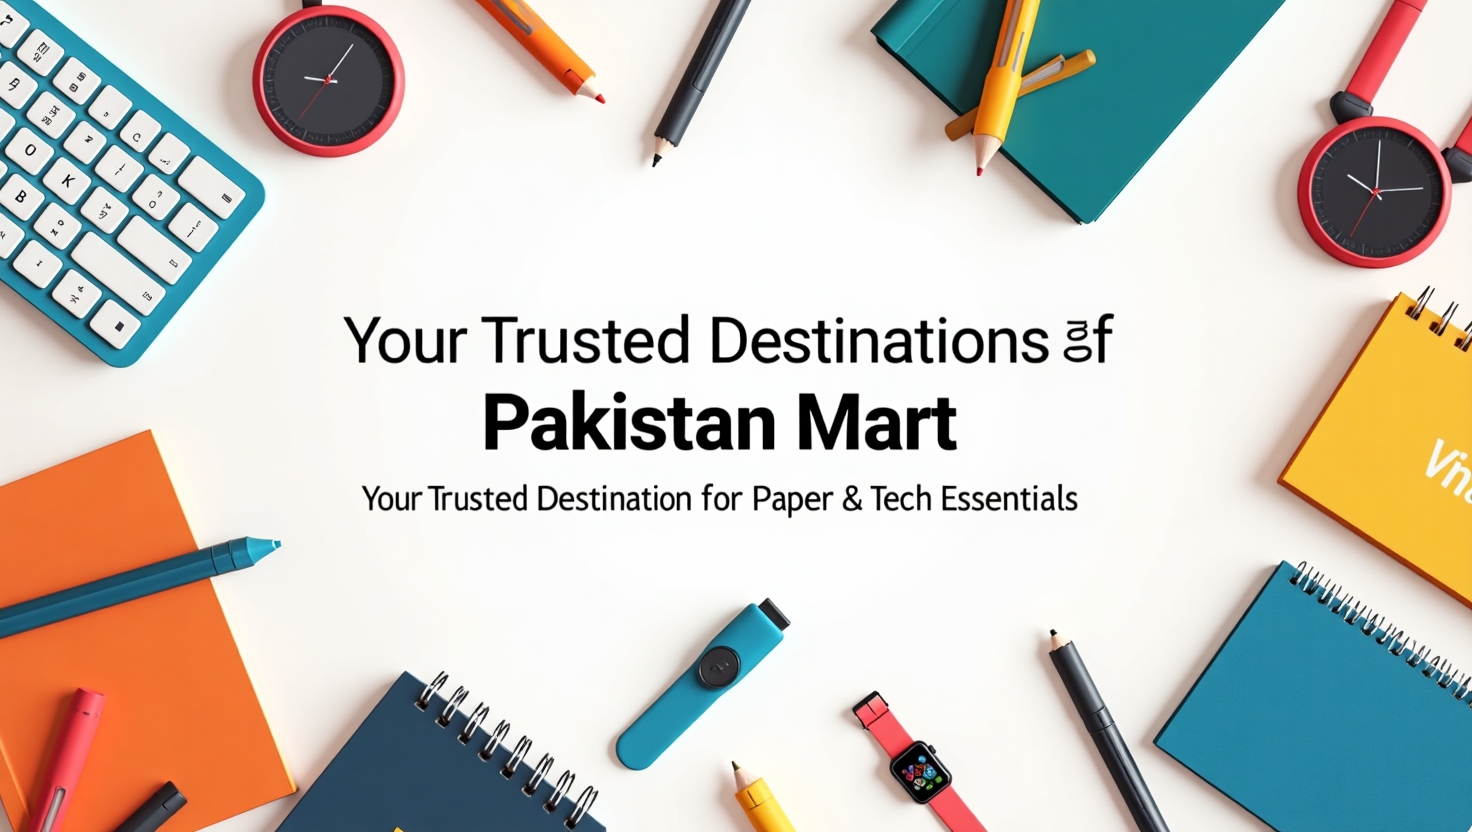 Your Trusted Destinations
Pakistan Mart
Your Trusted Destination for Paper & Tech Essentials
O
K
B